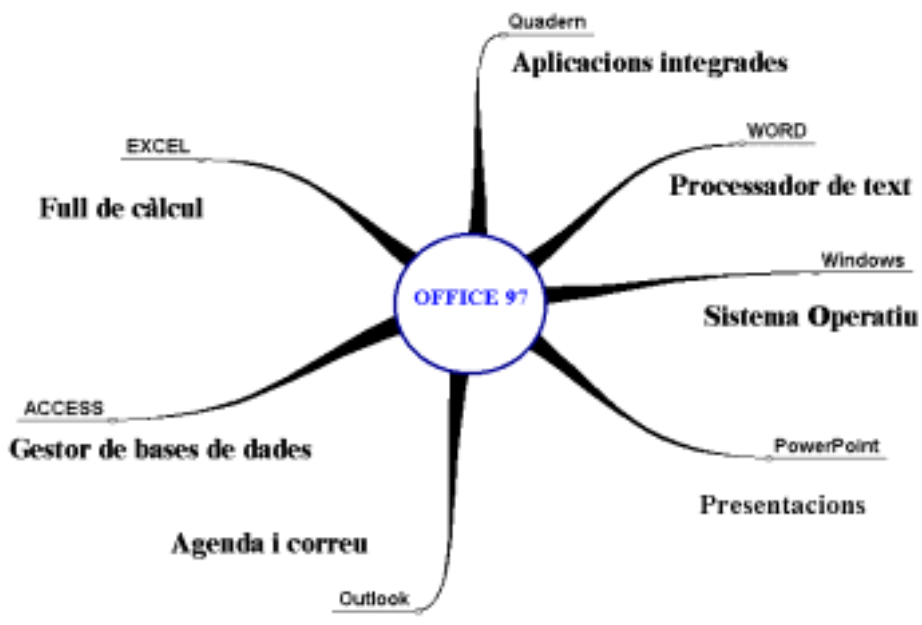 Quadern
Aplicacions integrades
WORD
Processador de text
EXCEL
Full de càlcul
Windows
Sistema Operatiu
OFFICE 97
ACCESS
Gestor de bases de dades
PowerPoint
Presentacions
Agenda i correu
Outlook